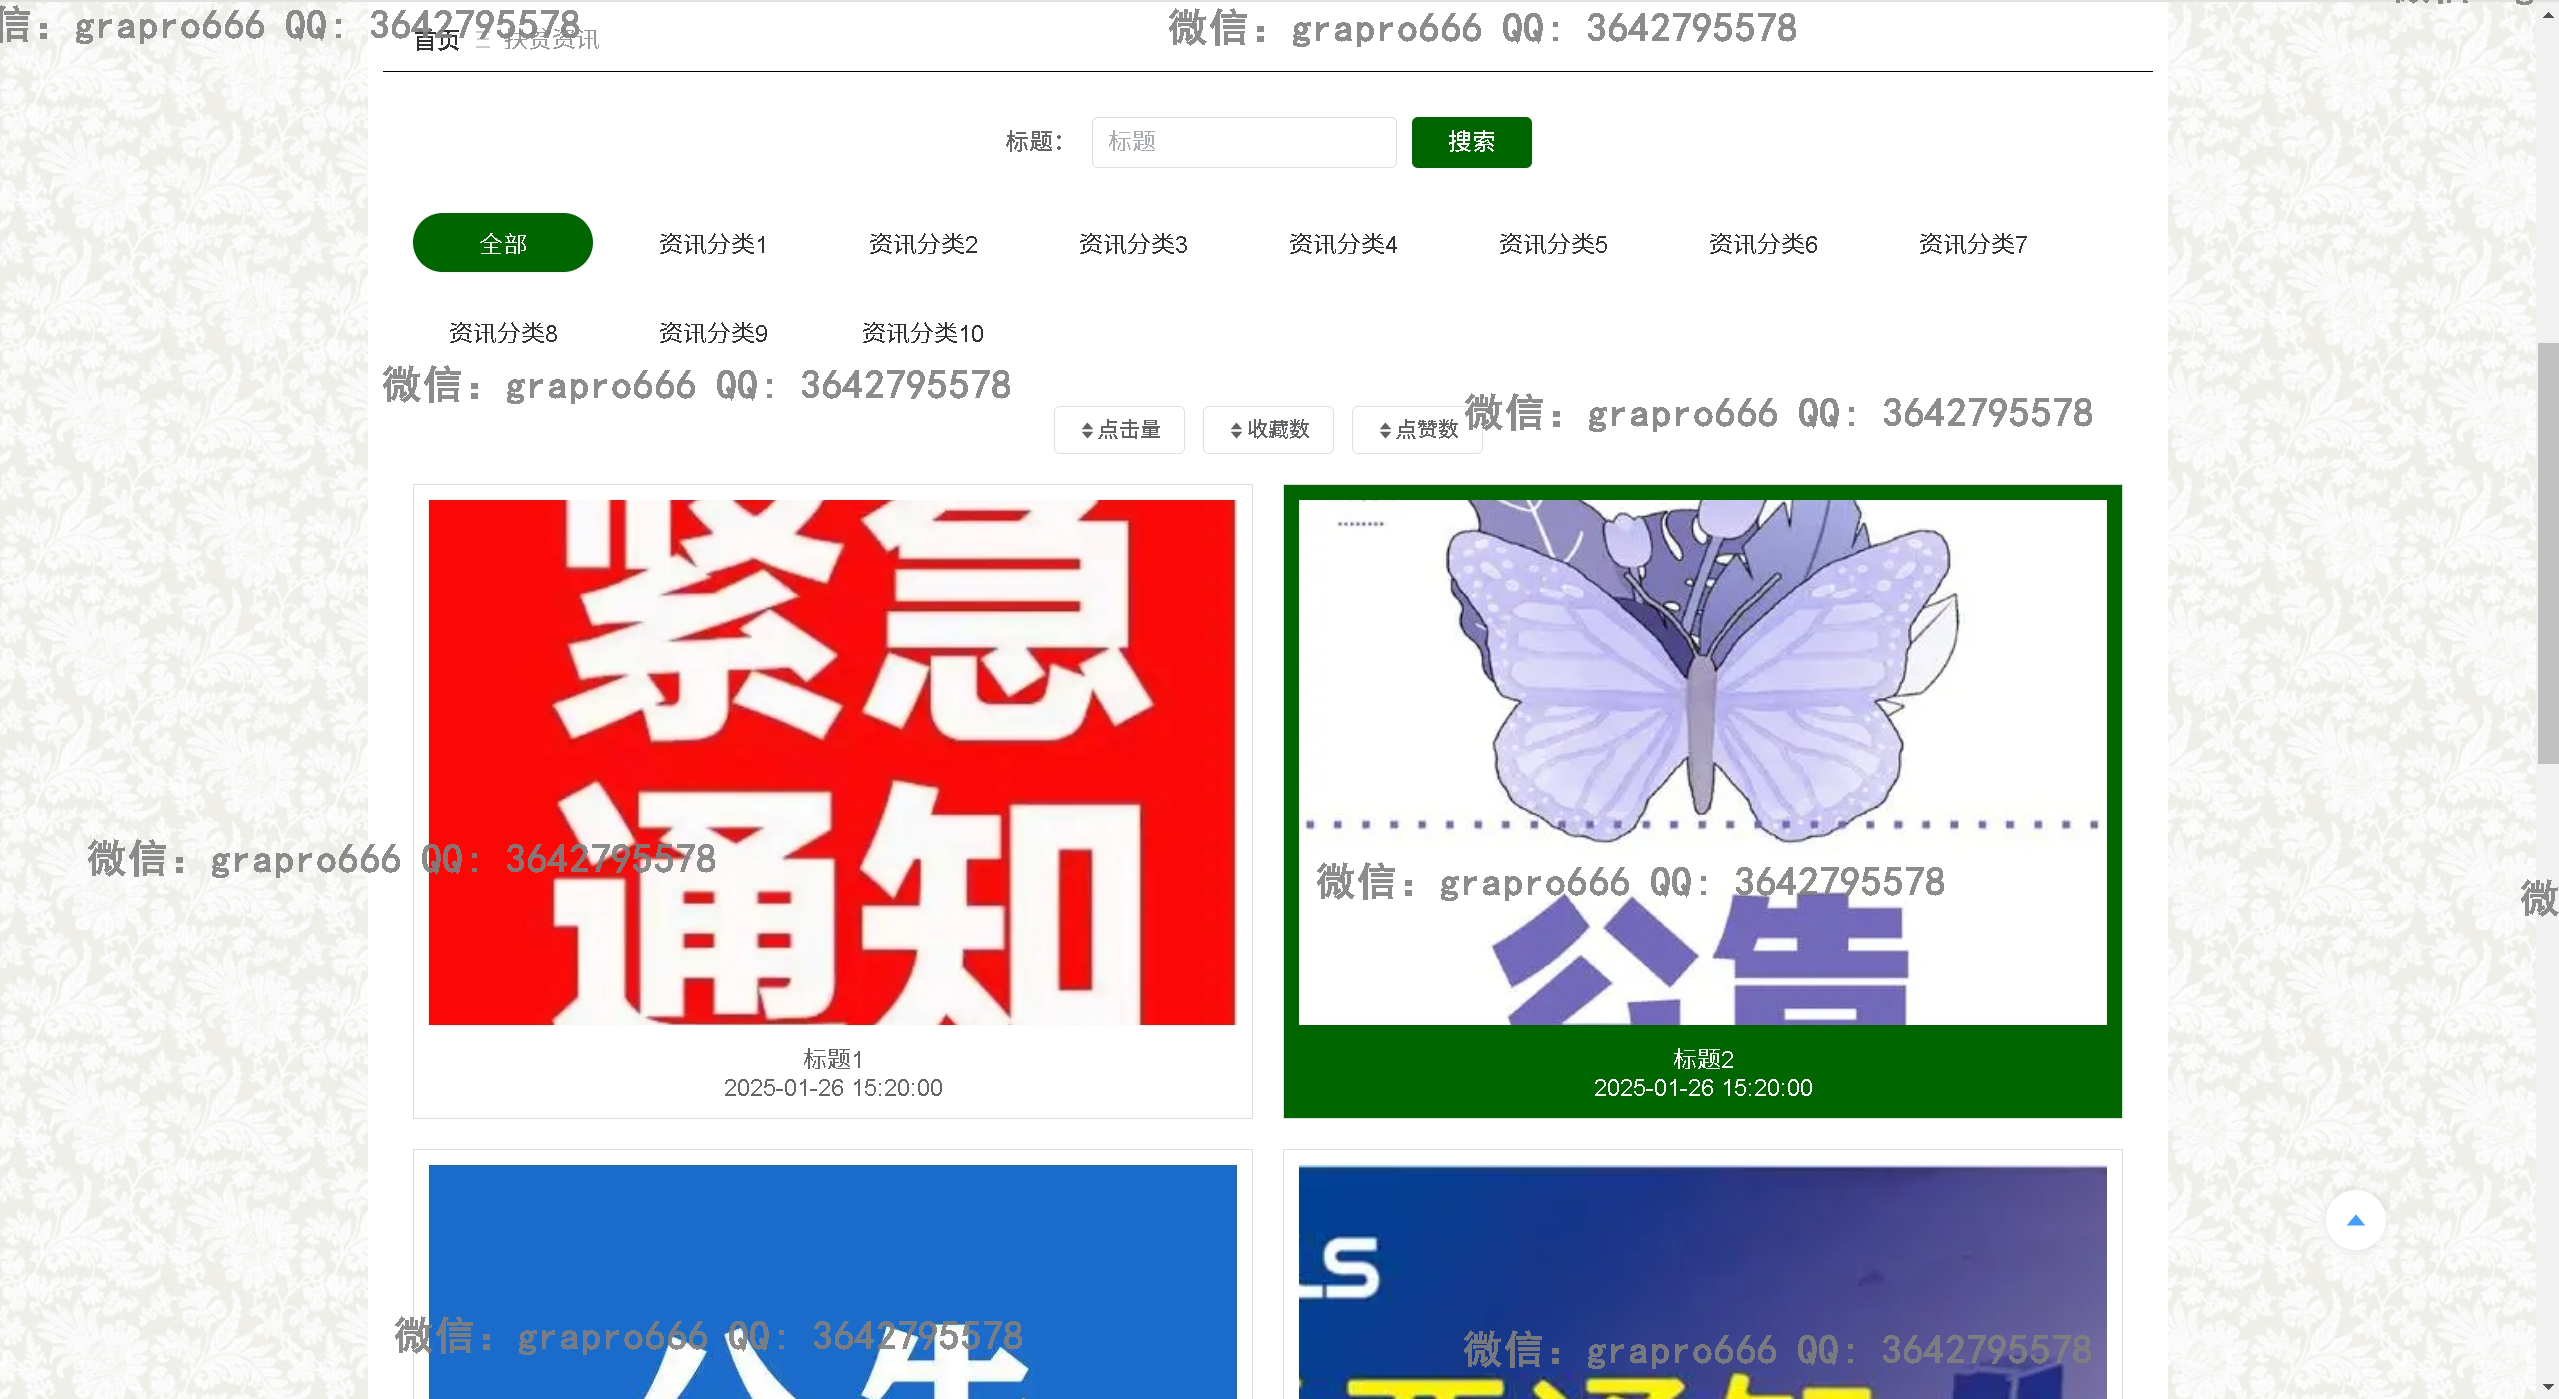 信：grapro666 QQ: 3642795578
微信：grapro666 QQ: 3642795578
首页 三 扶贫资讯
标题：
标题
搜索
全部
资讯分类1
资讯分类2
资讯分类3
资讯分类4
资讯分类5
资讯分类6
资讯分类7
资讯分类8
资讯分类9
资讯分类10
微信：grapro666 QQ: 3642795578
微信：grapro666 QQ: 3642795578
点击量
收藏数
点赞数
紧急
通知
微信：grapro666 QQ: 3642795578
微信：grapro666 QQ: 3642795578
微
公告
标题1
2025-01-26 15:20:00
标题2
2025-01-26 15:20:00
LS
微信：grapro666 QQ: 3642795578
微信：grapro666 QQ: 3642795578
公告